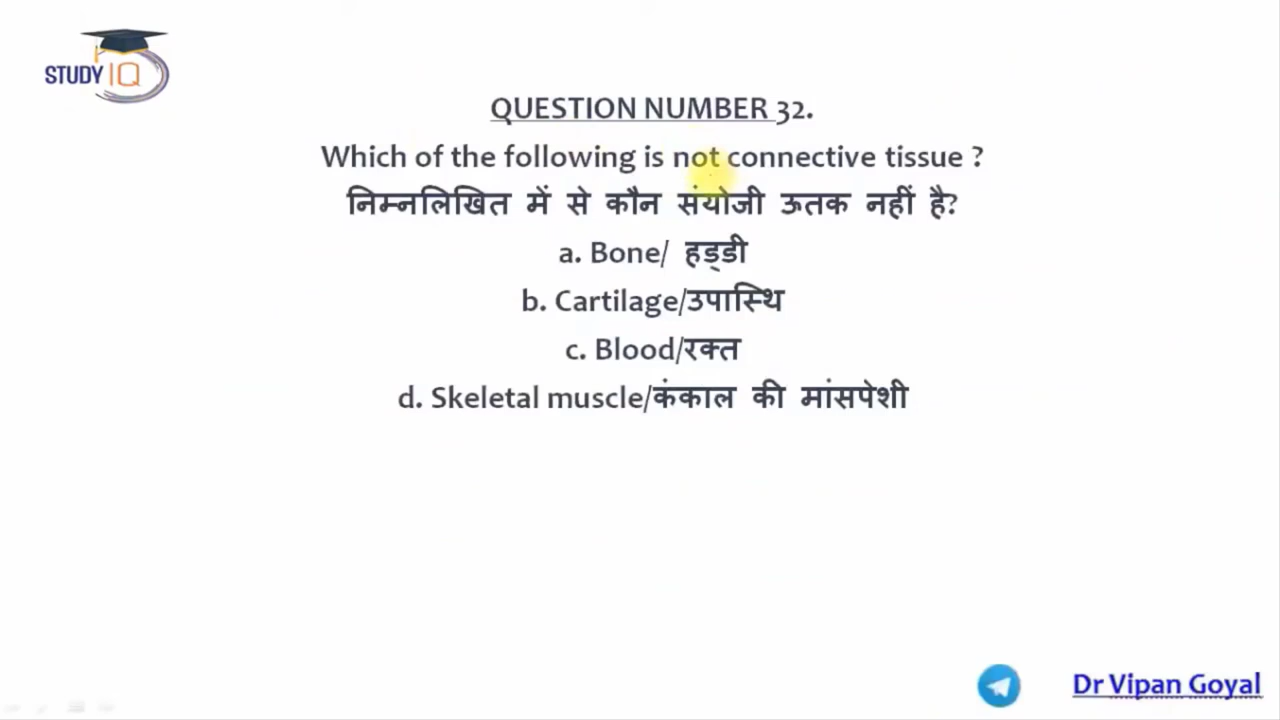 STUDY IQ
QUESTION NUMBER 32.
Which of the following is not connective tissue ?
निम्नलिखित में से कौन संयोजी ऊतक नहीं है?
a. Bone/ हड्डी
b. Cartilage/उपास्थि
c. Blood/रक्त
d. Skeletal muscle/कंकाल की मांसपेशी
Dr Vipan Goyal